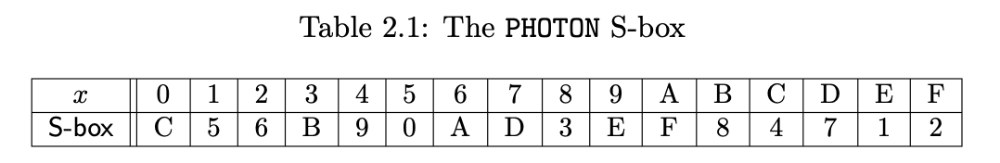 Table 2.1: The PHOTON S-box
x 0 1 2 3 4 5 6 7 8 9 A B C D E F
S-box C 5 6 B 9 0 A D 3 E F 8 4 7 1 2